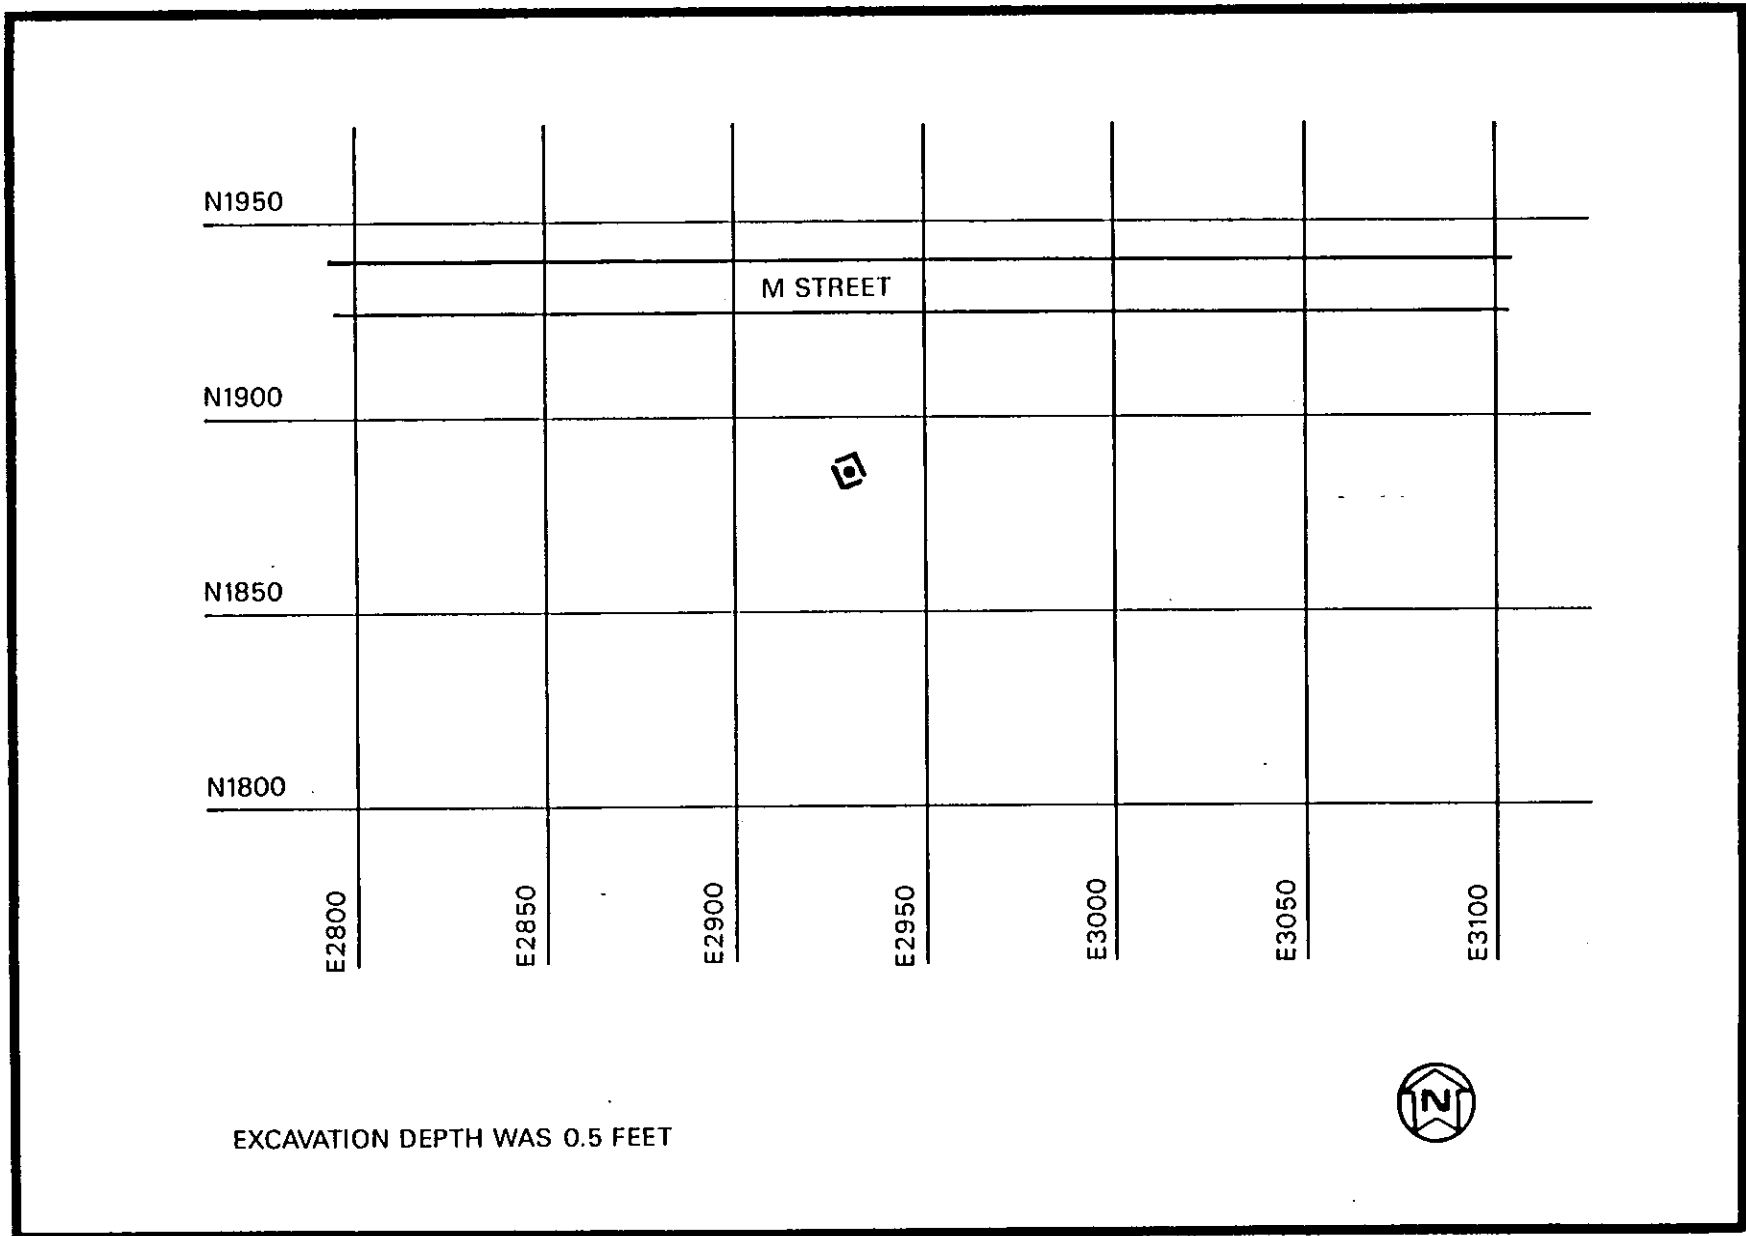 N1950
M STREET
N1900
N1850
N1800
E2800
E2850
E2900
E2950
E3000
E3050
E3100
N
EXCAVATION DEPTH WAS 0.5 FEET